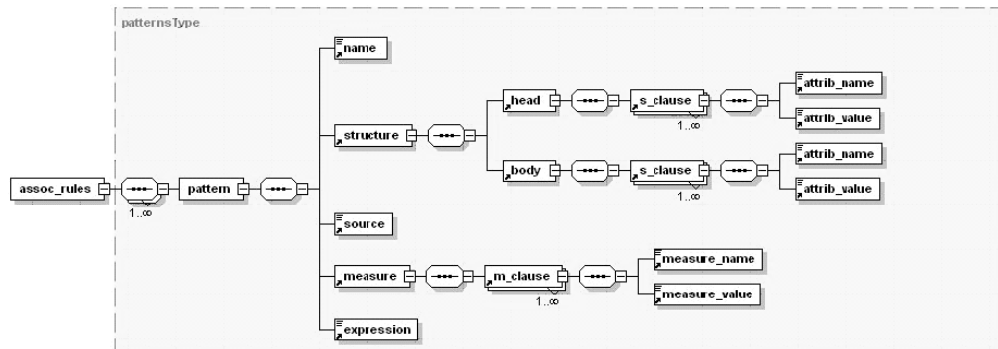 patternsType
name
head
s_clause
attrib_name
1..∞
attrib_value
structure
body
s_clause
attrib_name
1..∞
attrib_value
assoc_rules
1..∞
pattern
source
measure
m_clause
measure_name
1..∞
measure_value
expression